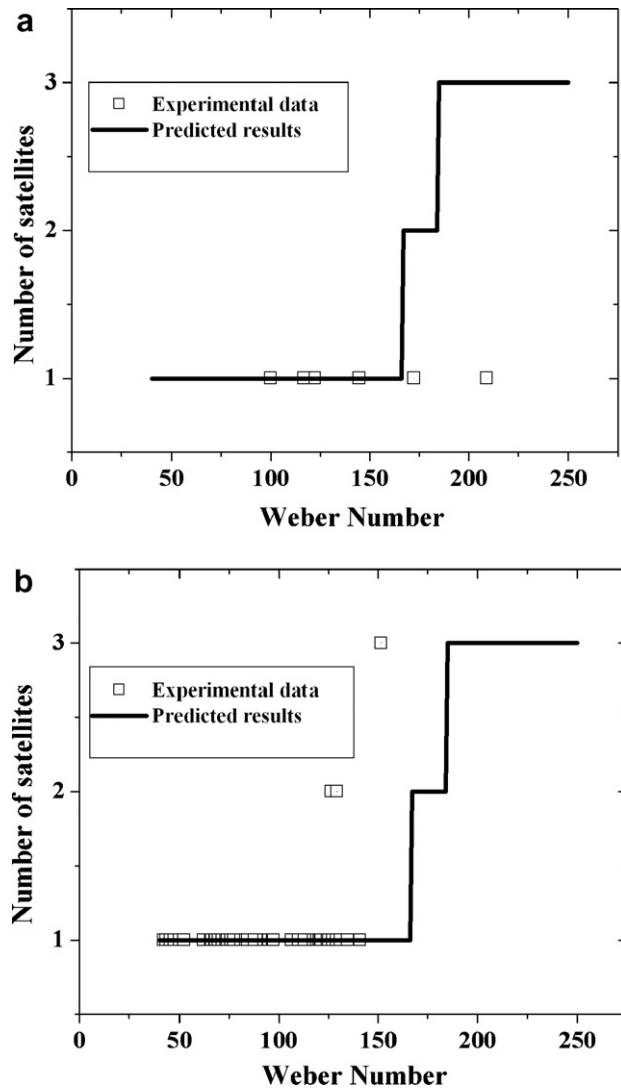 a
3
Experimental data
Predicted results
2
1
Number of satellites
0 50 100 150 200 250
Weber Number
b
3
Experimental data
Predicted results
2
1
Number of satellites
0 50 100 150 200 250
Weber Number